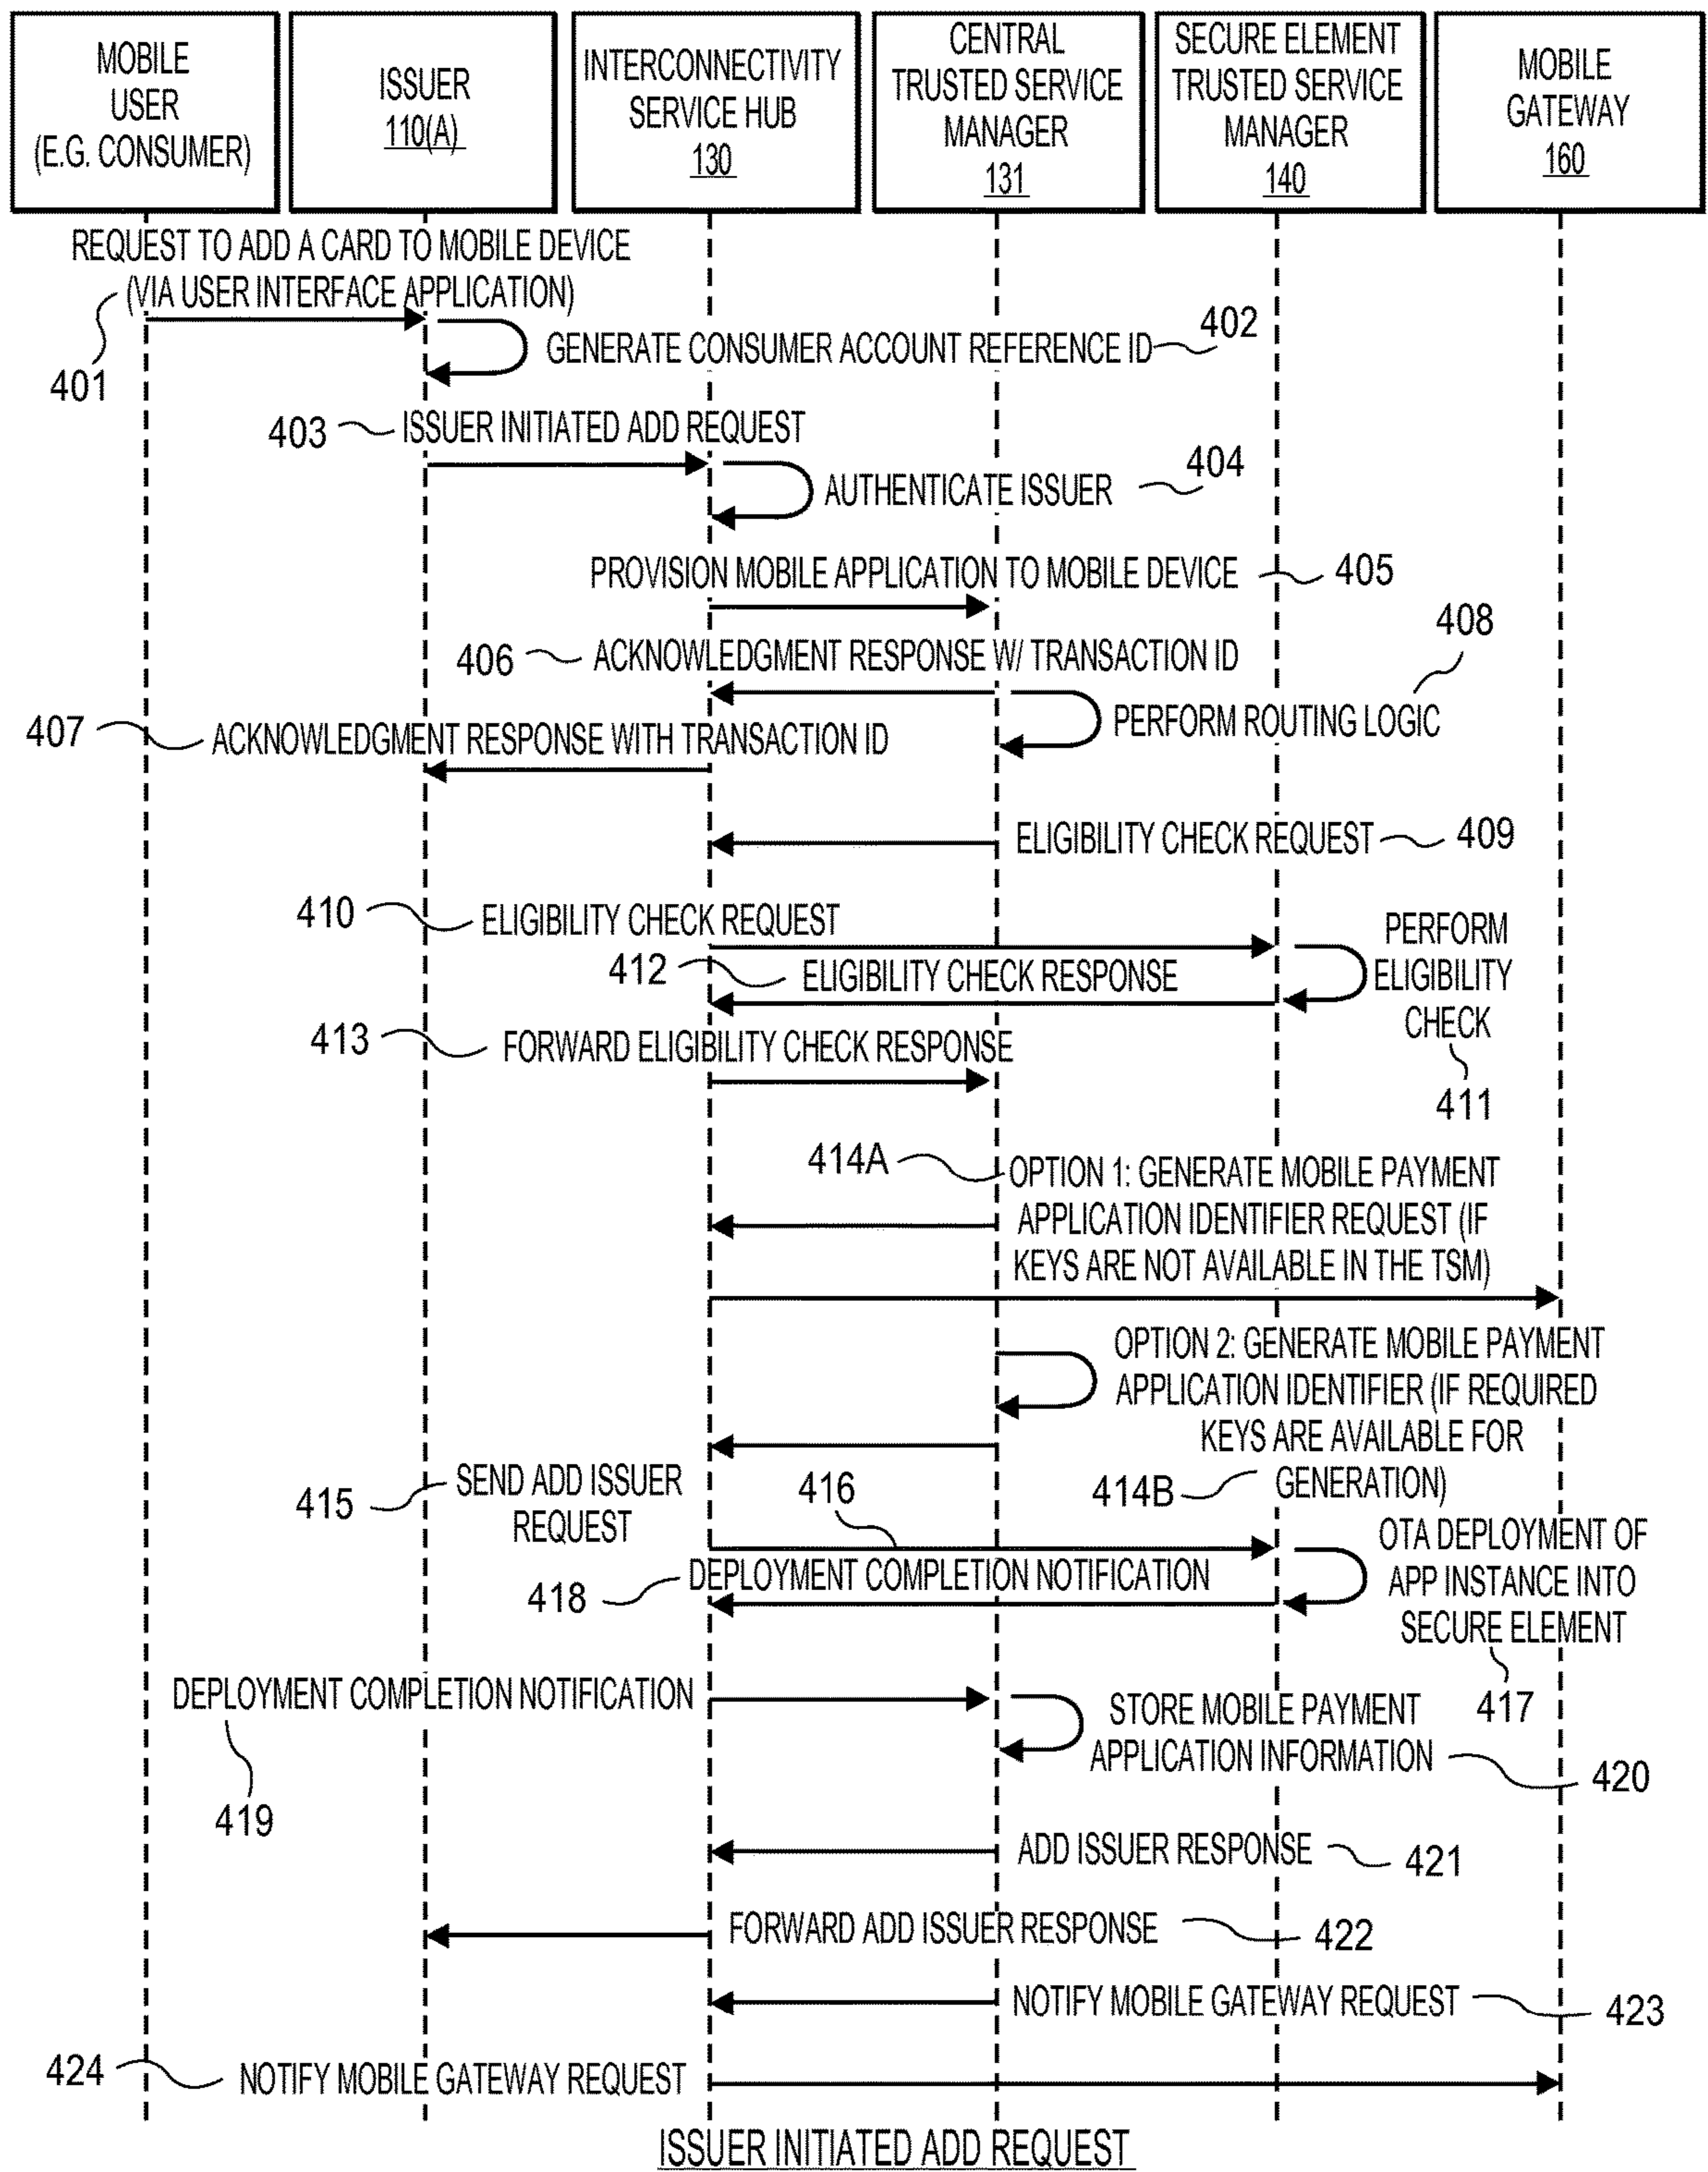 MOBILE
USER
(E.G. CONSUMER)
ISSUER
110(A)
INTERCONNECTIVITY
SERVICE HUB
130
CENTRAL
TRUSTED SERVICE
MANAGER
131
SECURE ELEMENT
TRUSTED SERVICE
MANAGER
140
MOBILE
GATEWAY
160
REQUEST TO ADD A CARD TO MOBILE DEVICE
(VIA USER INTERFACE APPLICATION)
401
GENERATE CONSUMER ACCOUNT REFERENCE ID
402
403
ISSUER INITIATED ADD REQUEST
404
AUTHENTICATE ISSUER
PROVISION MOBILE APPLICATION TO MOBILE DEVICE
405
408
406
ACKNOWLEDGMENT RESPONSE W/ TRANSACTION ID
PERFORM ROUTING LOGIC
407
ACKNOWLEDGMENT RESPONSE WITH TRANSACTION ID
ELIGIBILITY CHECK REQUEST
409
410
ELIGIBILITY CHECK REQUEST
PERFORM
ELIGIBILITY
CHECK
411
412
ELIGIBILITY CHECK RESPONSE
413
FORWARD ELIGIBILITY CHECK RESPONSE
414A
OPTION 1: GENERATE MOBILE PAYMENT
APPLICATION IDENTIFIER REQUEST (IF
KEYS ARE NOT AVAILABLE IN THE TSM)
OPTION 2: GENERATE MOBILE PAYMENT
APPLICATION IDENTIFIER (IF REQUIRED
KEYS ARE AVAILABLE FOR
GENERATION)
414B
415
SEND ADD ISSUER
REQUEST
416
OTA DEPLOYMENT OF
APP INSTANCE INTO
SECURE ELEMENT
417
418
DEPLOYMENT COMPLETION NOTIFICATION
DEPLOYMENT COMPLETION NOTIFICATION
419
STORE MOBILE PAYMENT
APPLICATION INFORMATION
420
ADD ISSUER RESPONSE
421
FORWARD ADD ISSUER RESPONSE
422
NOTIFY MOBILE GATEWAY REQUEST
423
424
NOTIFY MOBILE GATEWAY REQUEST
ISSUER INITIATED ADD REQUEST